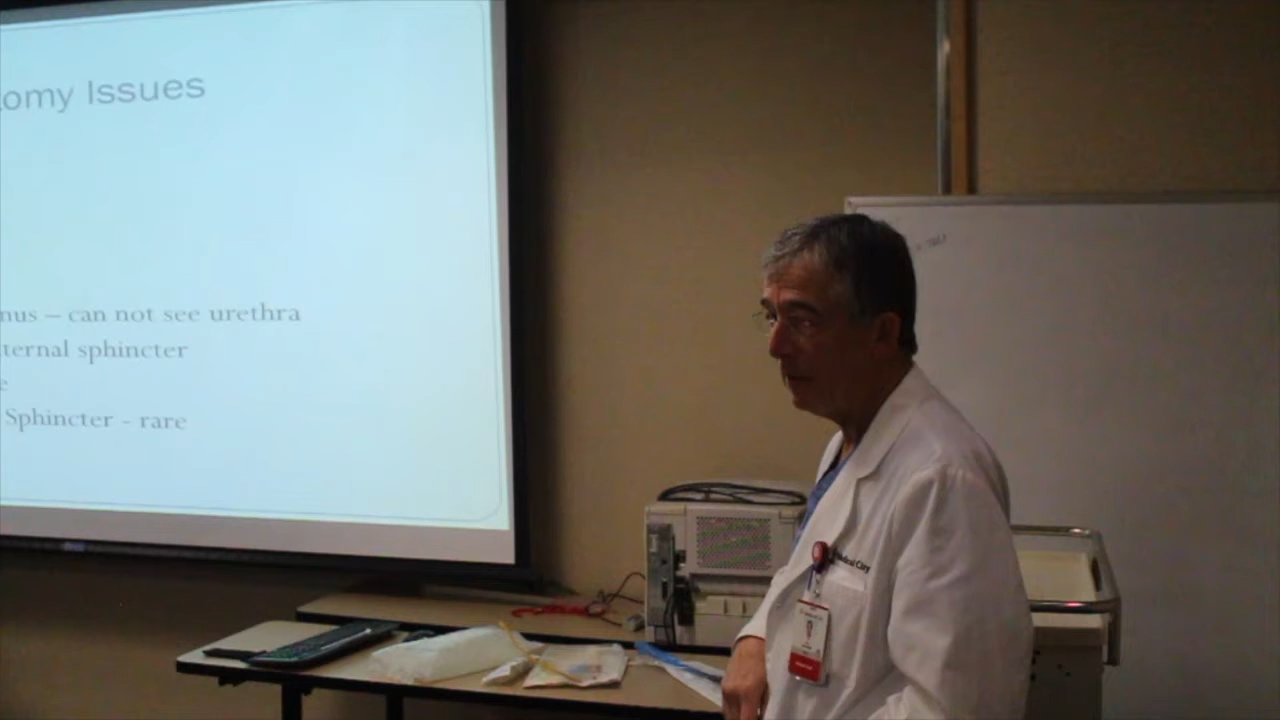 omy Issues
nus – can not see urethra
ternal sphincter
e
Sphincter - rare
Medical City